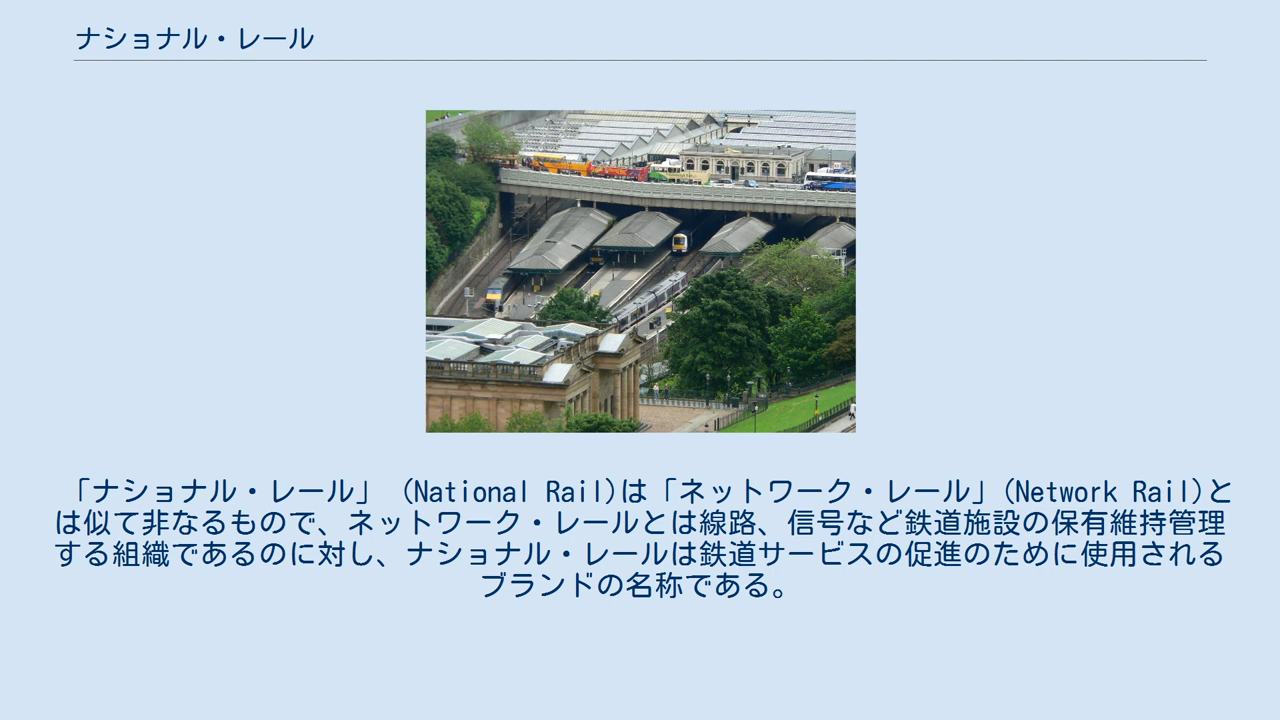 ナショナル・レール
「ナショナル・レール」 (National Rail)は「ネットワーク・レール」(Network Rail)と
は似て非なるもので、ネットワーク・レールとは線路、信号など鉄道施設の保有維持管理
する組織であるのに対し、ナショナル・レールは鉄道サービスの促進のために使用される
ブランドの名称である。